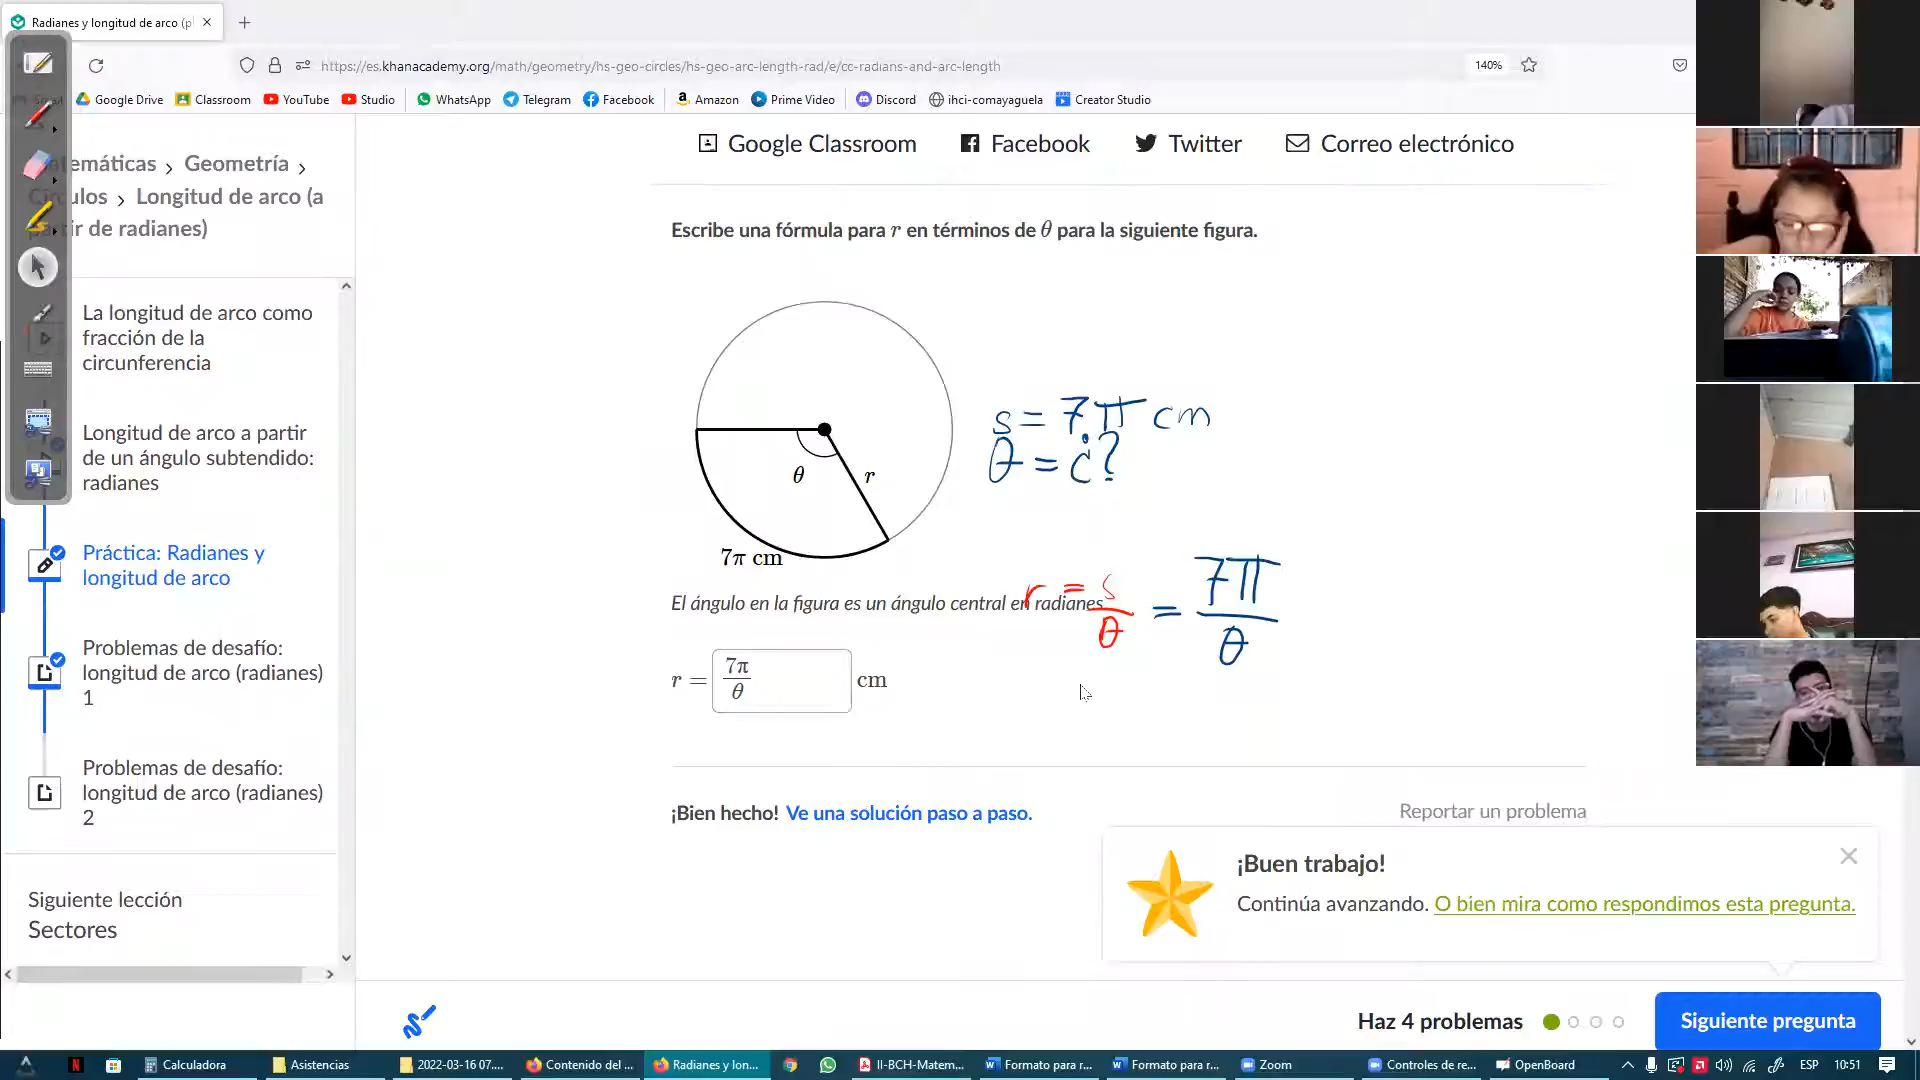 Radianes y longitud de arco (p
https://es.khanacademy.org/math/geometry/hs-geo-circles/hs-geo-arc-length-rad/e/cc-radians-and-arc-length
140%
Google Drive Classroom YouTube Studio WhatsApp Telegram Facebook Amazon Prime Video Discord ihci-comayaguela Creator Studio
emáticas > Geometría >
Círculos > Longitud de arco (a
partir de radianes)
La longitud de arco como
fracción de la
circunferencia
Longitud de arco a partir
de un ángulo subtendido:
radianes
Práctica: Radianes y
longitud de arco
Problemas de desafío:
longitud de arco (radianes)
1
Problemas de desafío:
longitud de arco (radianes)
2
Siguiente lección
Sectores
Google Classroom Facebook Twitter Correo electrónico
Escribe una fórmula para r en términos de θ para la siguiente figura.
θ r
7π cm
s = 7π cm
θ = ¿?
El ángulo en la figura es un ángulo central en radianes
r = s/θ = 7π/θ
r = 7π/θ cm
¡Bien hecho! Ve una solución paso a paso.
Reportar un problema
¡Buen trabajo!
Continúa avanzando. O bien mira como respondimos esta pregunta.
Haz 4 problemas
Siguiente pregunta
Calculadora Asistencias 2022-03-16 07.... Contenido del ... Radianes y lon... II-BCH-Matem... Formato para r... Formato para r... Zoom Controles de re... OpenBoard ESP 10:51